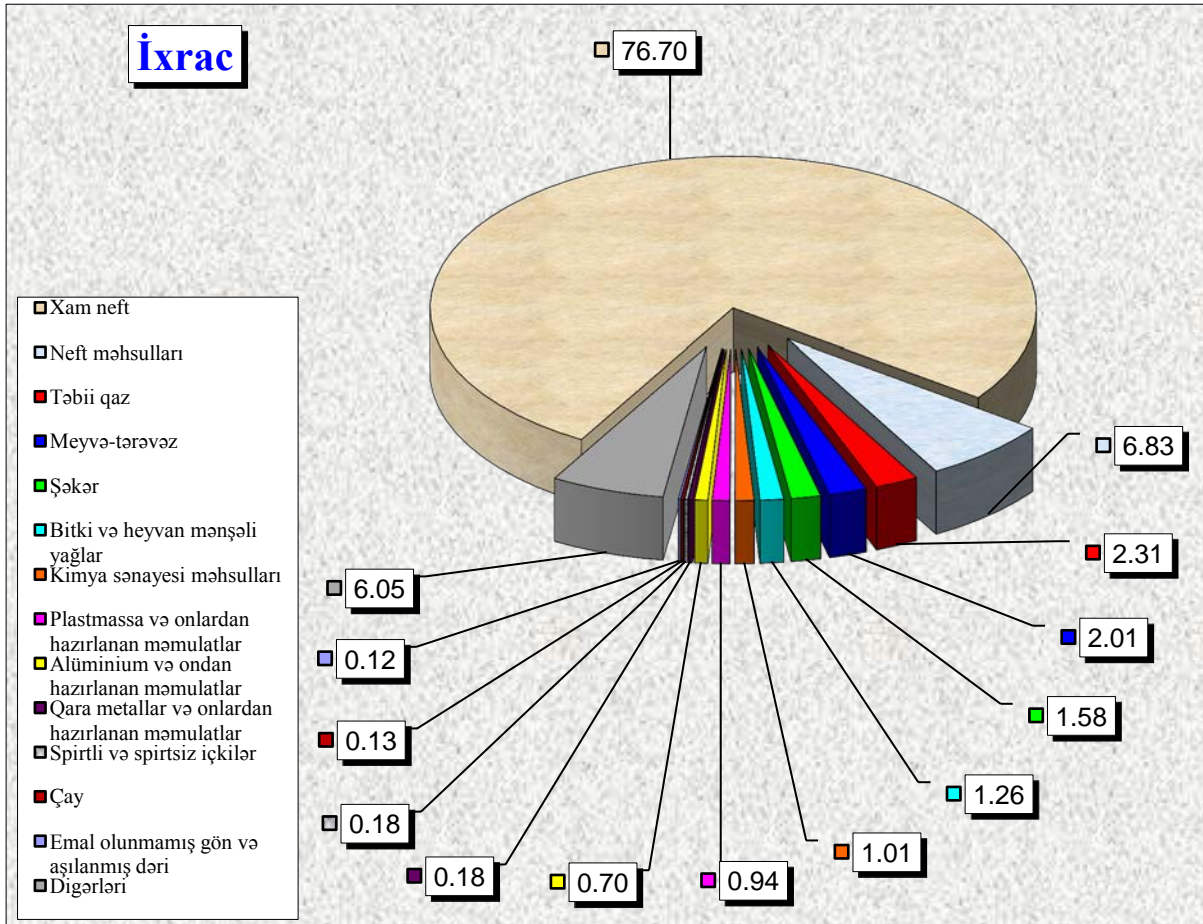 İxrac
76.70
Xam neft
Neft məhsulları
Təbii qaz
Meyvə-tərəvəz
Şəkər
Bitki və heyvan mənşəli
yağlar
Kimya sənayesi məhsulları
Plastmassa və onlardan
hazırlanan məmulatlar
Alüminium və ondan
hazırlanan məmulatlar
Qara metallar və onlardan
hazırlanan məmulatlar
Spirtli və spirtsiz içkilər
Çay
Emal olunmamış gön və
aşılanmış dəri
Digərləri
6.83
2.31
2.01
1.58
1.26
1.01
0.94
0.70
0.18
0.18
0.13
0.12
6.05